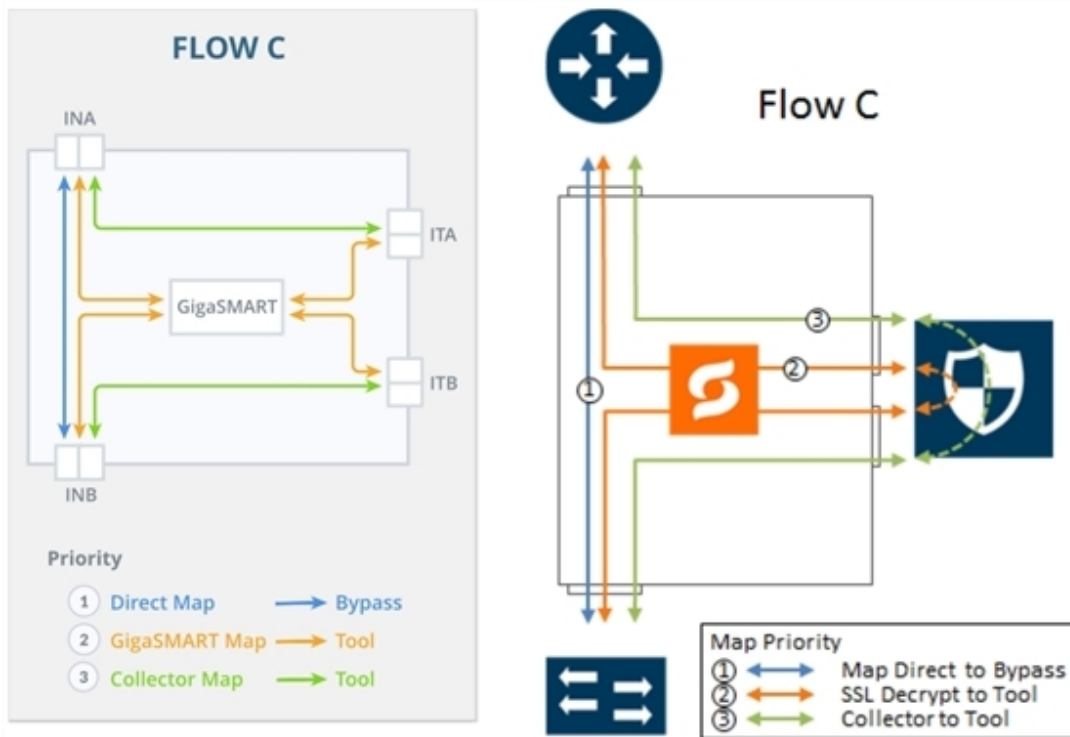 FLOW C
INA
ITA
GigaSMART
ITB
INB
Priority
1 Direct Map Bypass
2 GigaSMART Map Tool
3 Collector Map Tool
Flow C
3
2
1
Map Priority
1 Map Direct to Bypass
2 SSL Decrypt to Tool
3 Collector to Tool